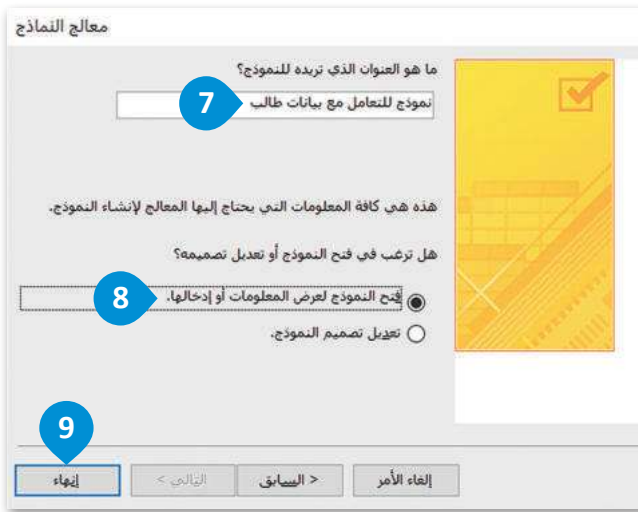 معالج النماذج
ما هو العنوان الذي تريده للنموذج؟
نموذج للتعامل مع بيانات طالب
7
هذه هي كافة المعلومات التي يحتاج إليها المعالج لإنشاء النموذج.
هل ترغب في فتح النموذج أو تعديل تصميمه؟
فتح النموذج لعرض المعلومات أو إدخالها.
8
تعديل تصميم النموذج.
9
إلغاء الأمر
< السابق
التالي >
إنهاء